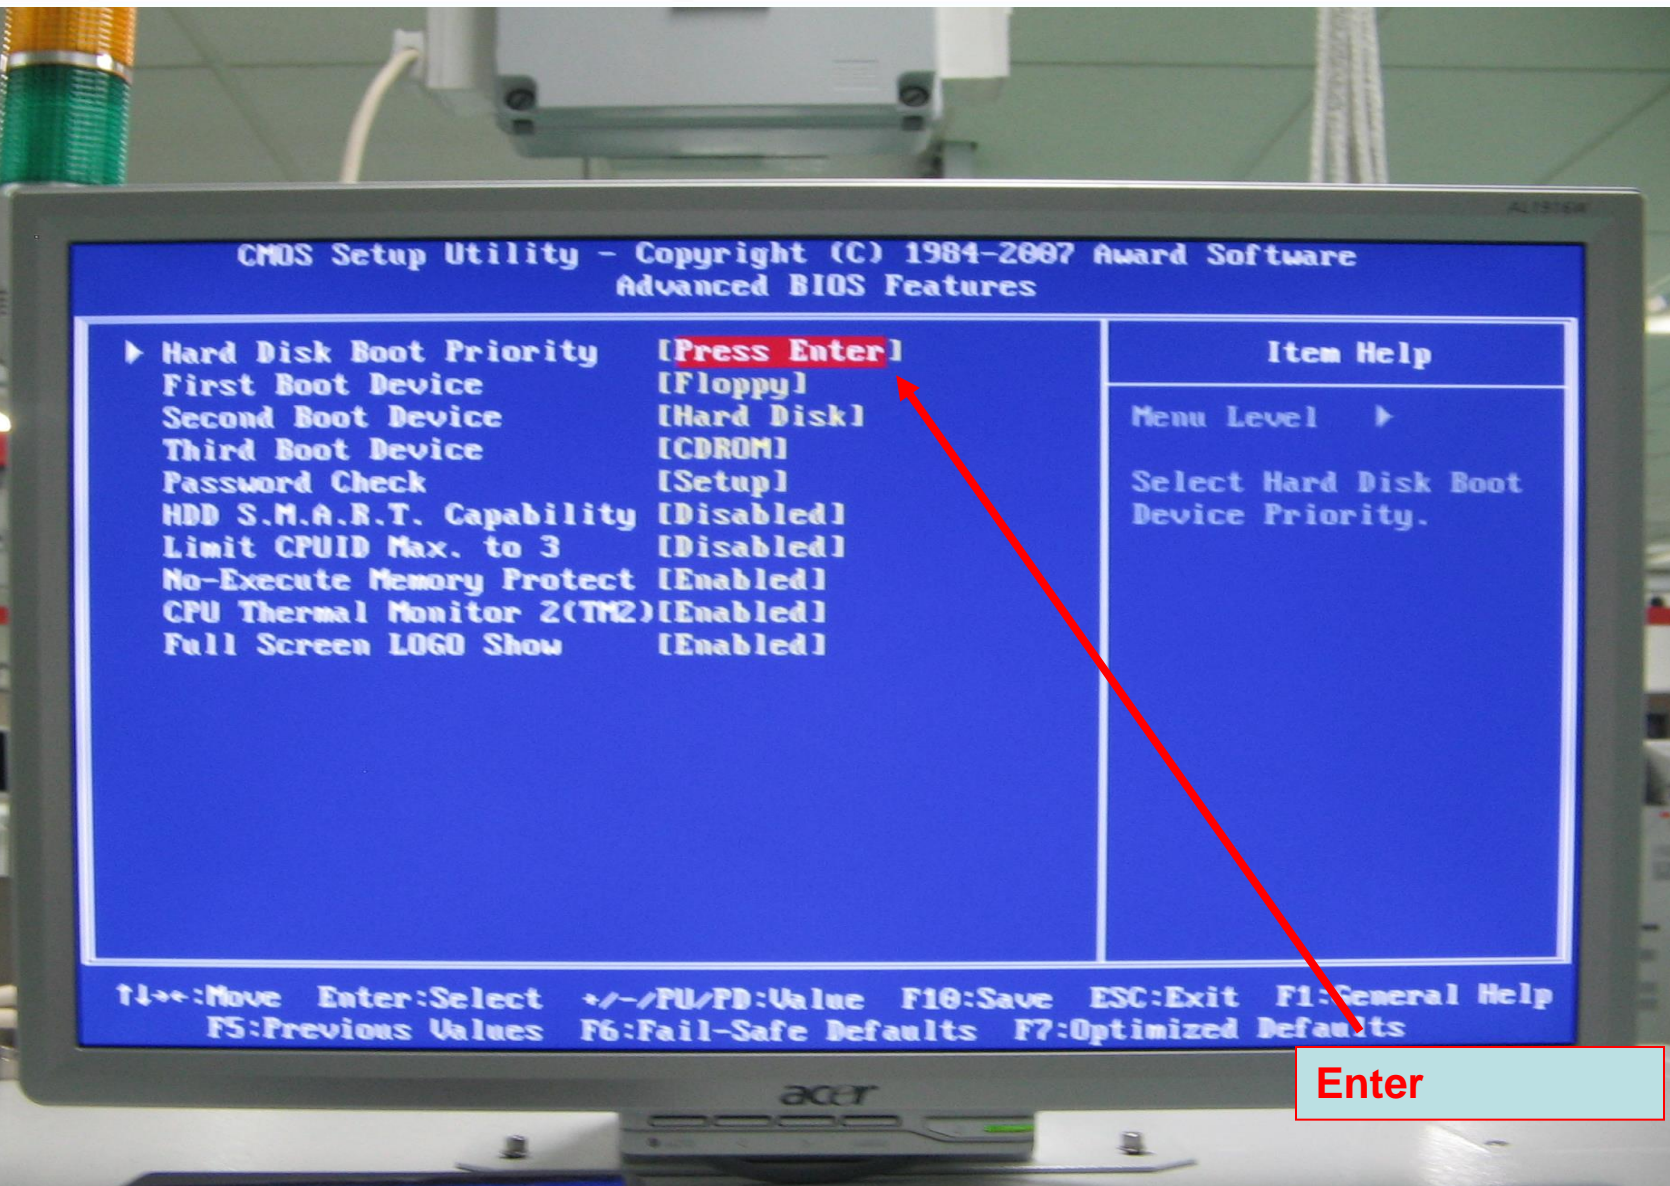 AL1916W
CMOS Setup Utility - Copyright (C) 1984-2007 Award Software
Advanced BIOS Features
Hard Disk Boot Priority [Press Enter]
First Boot Device [Floppy]
Second Boot Device [Hard Disk]
Third Boot Device [CDROM]
Password Check [Setup]
HDD S.M.A.R.T. Capability [Disabled]
Limit CPUID Max. to 3 [Disabled]
No-Execute Memory Protect [Enabled]
CPU Thermal Monitor 2(TM2)[Enabled]
Full Screen LOGO Show [Enabled]
Item Help
Menu Level ▶
Select Hard Disk Boot
Device Priority.
↑↓→←:Move Enter:Select +/-/PU/PD:Value F10:Save ESC:Exit F1:General Help
F5:Previous Values F6:Fail-Safe Defaults F7:Optimized Defaults
Enter
acer